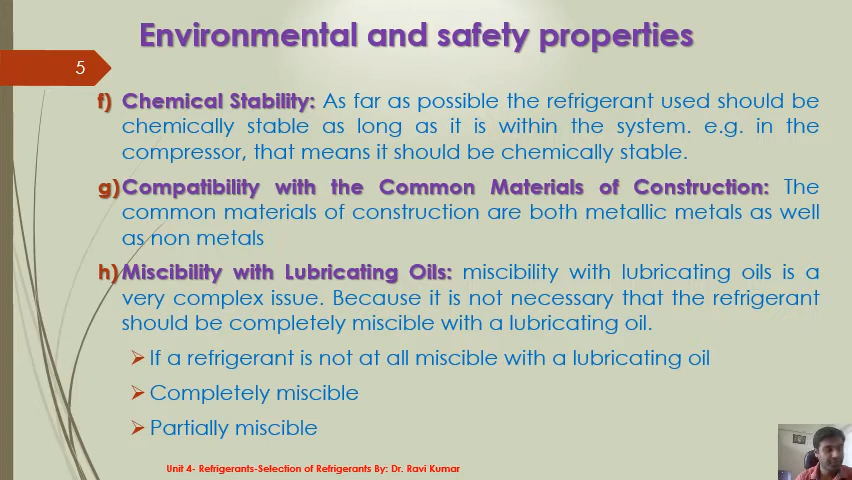 Environmental and safety properties
5
f) Chemical Stability: As far as possible the refrigerant used should be
chemically stable as long as it is within the system. e.g. in the
compressor, that means it should be chemically stable.
g) Compatibility with the Common Materials of Construction: The
common materials of construction are both metallic metals as well
as non metals
h) Miscibility with Lubricating Oils: miscibility with lubricating oils is a
very complex issue. Because it is not necessary that the refrigerant
should be completely miscible with a lubricating oil.
➢ If a refrigerant is not at all miscible with a lubricating oil
➢ Completely miscible
➢ Partially miscible
Unit 4- Refrigerants-Selection of Refrigerants By: Dr. Ravi Kumar